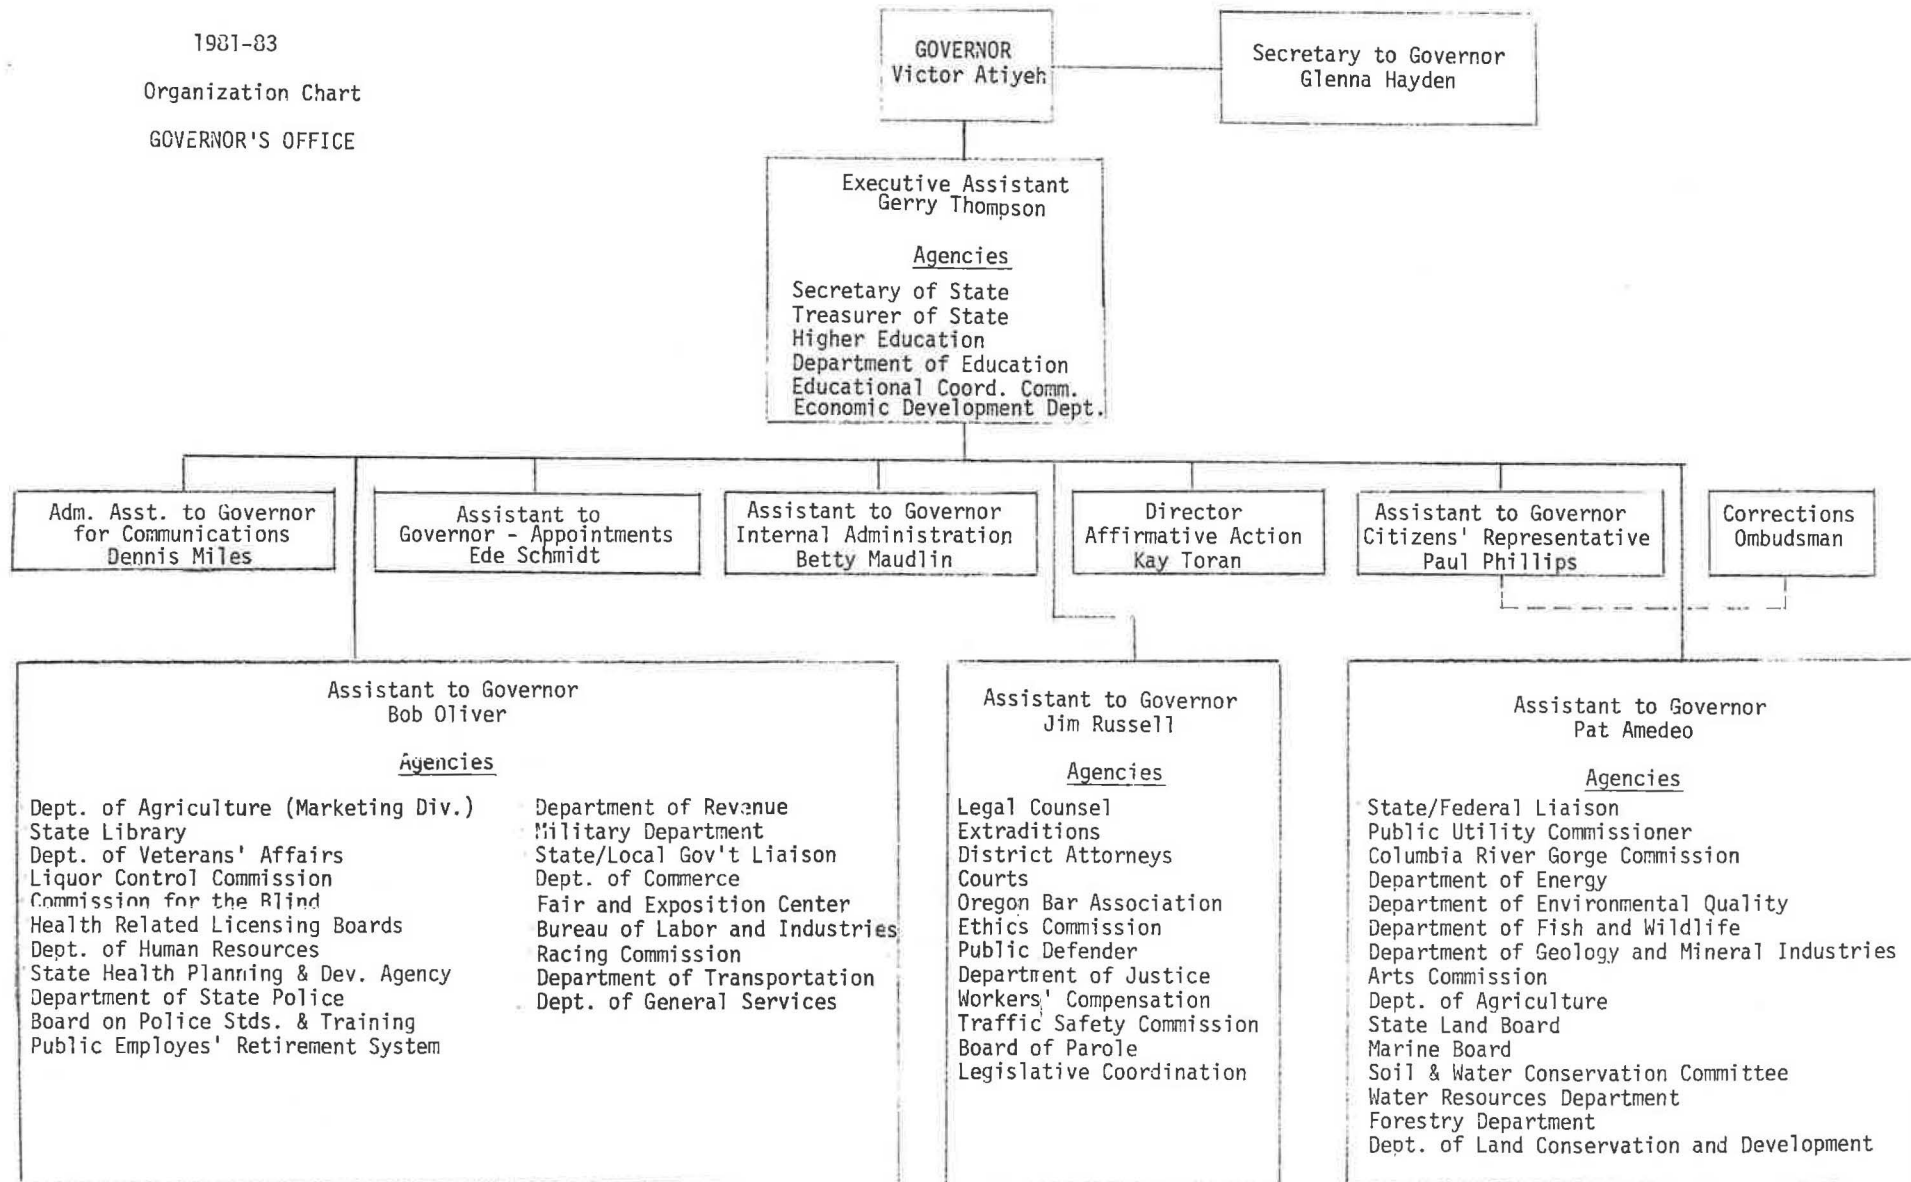 1981-83
Organization Chart
GOVERNOR'S OFFICE
GOVERNOR
Victor Atiyeh
Secretary to Governor
Glenna Hayden
Executive Assistant
Gerry Thompson
Agencies
Secretary of State
Treasurer of State
Higher Education
Department of Education
Educational Coord. Comm.
Economic Development Dept.
Adm. Asst. to Governor
for Communications
Dennis Miles
Assistant to
Governor - Appointments
Ede Schmidt
Assistant to Governor
Internal Administration
Betty Maudlin
Director
Affirmative Action
Kay Toran
Assistant to Governor
Citizens' Representative
Paul Phillips
Corrections
Ombudsman
Assistant to Governor
Bob Oliver
Agencies
Dept. of Agriculture (Marketing Div.)
State Library
Dept. of Veterans' Affairs
Liquor Control Commission
Commission for the Blind
Health Related Licensing Boards
Dept. of Human Resources
State Health Planning & Dev. Agency
Department of State Police
Board on Police Stds. & Training
Public Employes' Retirement System
Department of Revenue
Military Department
State/Local Gov't Liaison
Dept. of Commerce
Fair and Exposition Center
Bureau of Labor and Industries
Racing Commission
Department of Transportation
Dept. of General Services
Assistant to Governor
Jim Russell
Agencies
Legal Counsel
Extraditions
District Attorneys
Courts
Oregon Bar Association
Ethics Commission
Public Defender
Department of Justice
Workers' Compensation
Traffic Safety Commission
Board of Parole
Legislative Coordination
Assistant to Governor
Pat Amedeo
Agencies
State/Federal Liaison
Public Utility Commissioner
Columbia River Gorge Commission
Department of Energy
Department of Environmental Quality
Department of Fish and Wildlife
Department of Geology and Mineral Industries
Arts Commission
Dept. of Agriculture
State Land Board
Marine Board
Soil & Water Conservation Committee
Water Resources Department
Forestry Department
Dept. of Land Conservation and Development